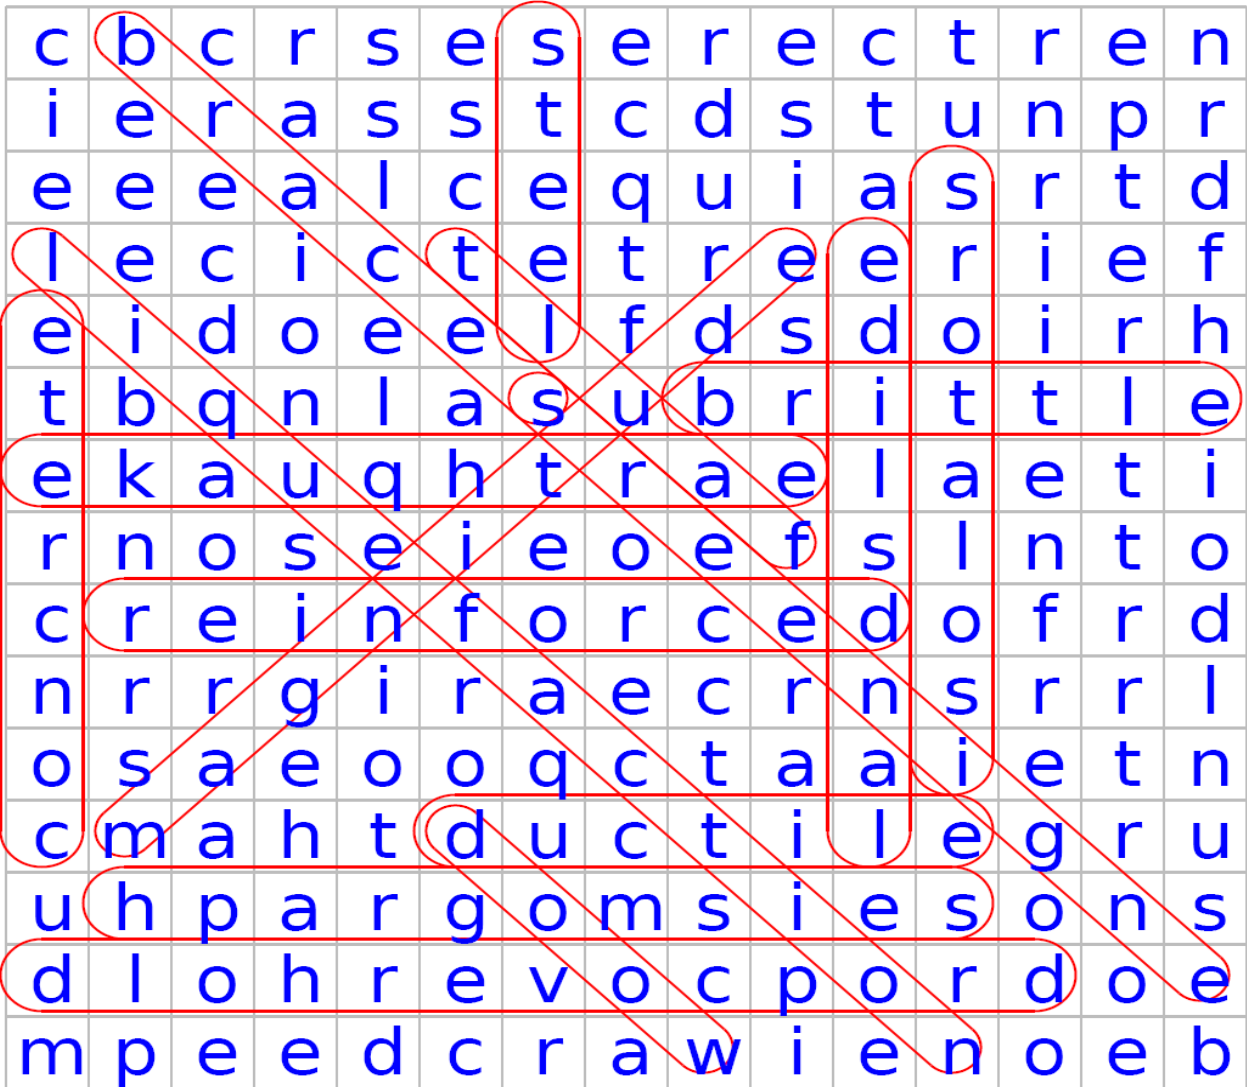 c b c r s e s e r e c t r e n
i e r a s s t c d s t u n p r
e e e a l c e q u i a s r t d
l e c i c t e t r e e r i e f
e i d o e e l f d s d o i r h
t b q n l a s u b r i t t l e
e k a u q h t r a e l a e t i
r n o s e i e o e f s l n t o
c r e i n f o r c e d o f r d
n r r g i r a e c r n s r r l
o s a e o o q c t a a i e t n
c m a h t d u c t i l e g r u
u h p a r g o m s i e s o n s
d l o h r e v o c p o r d o e
m p e e d c r a w i e n o e b